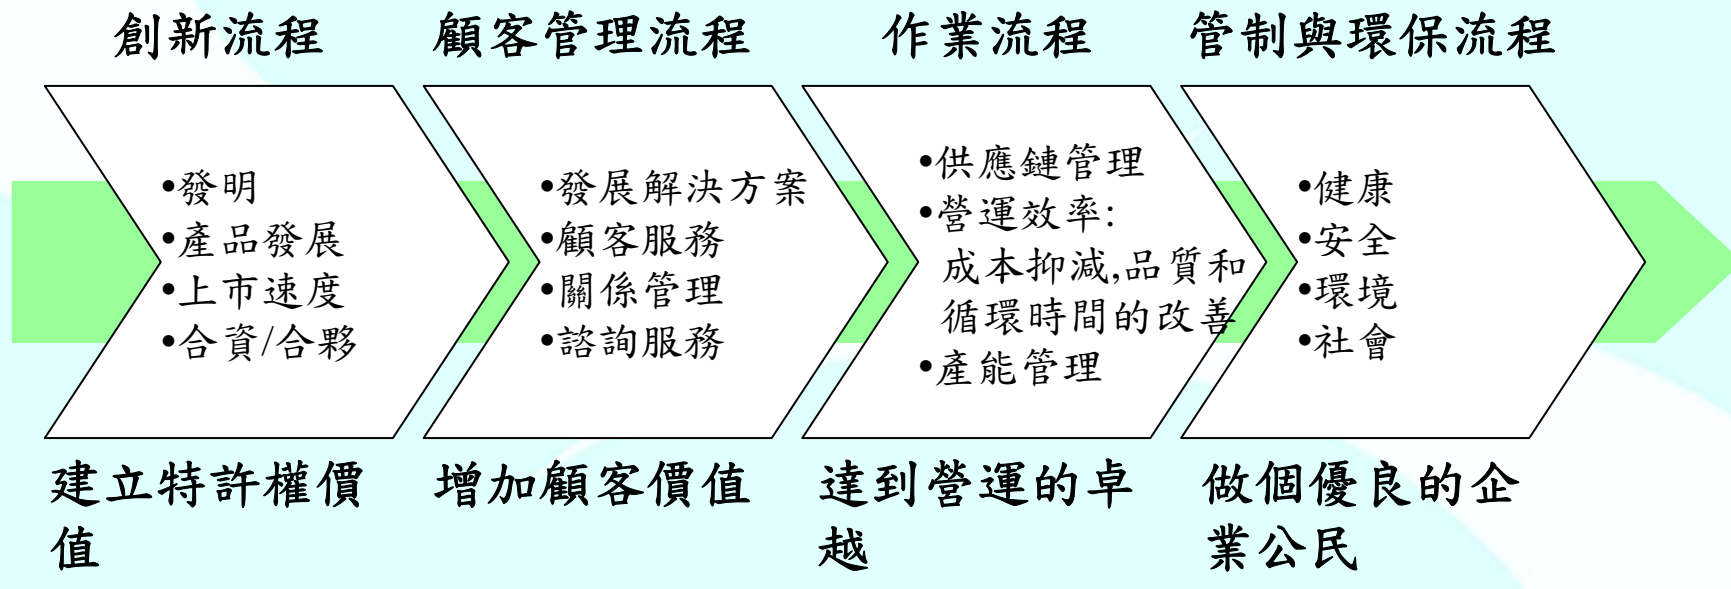 創新流程
顧客管理流程
作業流程
管制與環保流程
•發明
•產品發展
•上市速度
•合資/合夥
•發展解決方案
•顧客服務
•關係管理
•諮詢服務
•供應鏈管理
•營運效率:
成本抑減,品質和
循環時間的改善
•產能管理
•健康
•安全
•環境
•社會
建立特許權價
值
增加顧客價值
達到營運的卓
越
做個優良的企
業公民